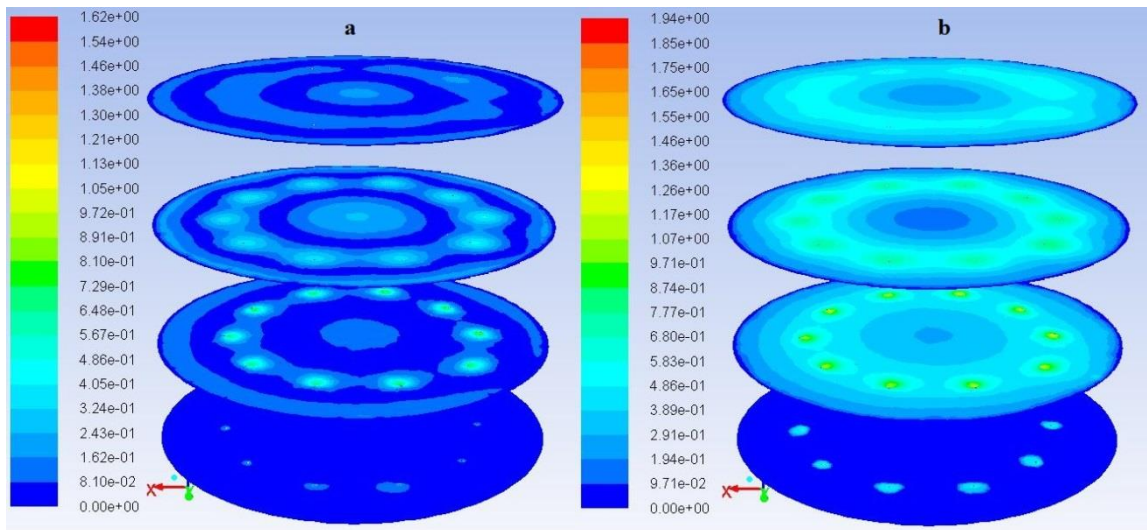 a
1.62e+00
1.54e+00
1.46e+00
1.38e+00
1.30e+00
1.21e+00
1.13e+00
1.05e+00
9.72e-01
8.91e-01
8.10e-01
7.29e-01
6.48e-01
5.67e-01
4.86e-01
4.05e-01
3.24e-01
2.43e-01
1.62e-01
8.10e-02
0.00e+00
X
Y
b
1.94e+00
1.85e+00
1.75e+00
1.65e+00
1.55e+00
1.46e+00
1.36e+00
1.26e+00
1.17e+00
1.07e+00
9.71e-01
8.74e-01
7.77e-01
6.80e-01
5.83e-01
4.86e-01
3.89e-01
2.91e-01
1.94e-01
9.71e-02
0.00e+00
X
Y